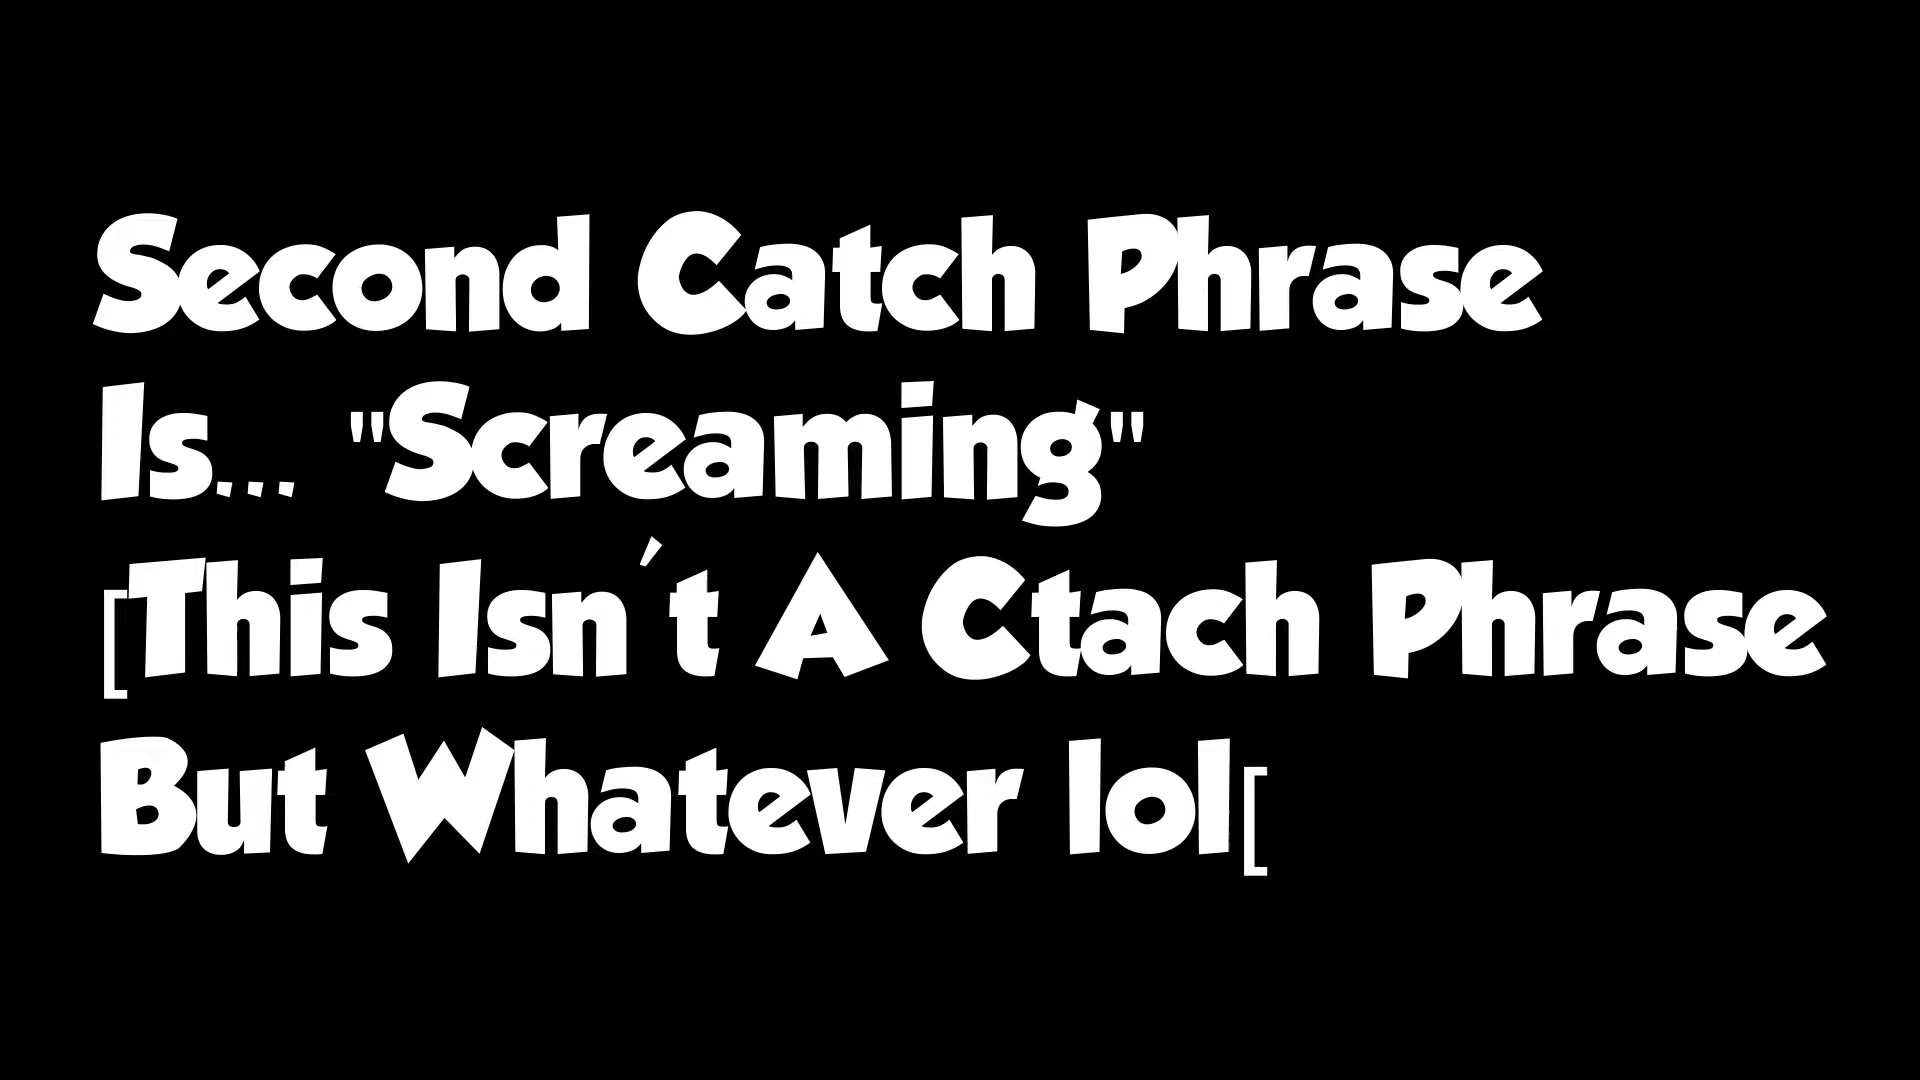 Second Catch Phrase
Is... "Screaming"
[This Isn't A Ctach Phrase
But Whatever lol[